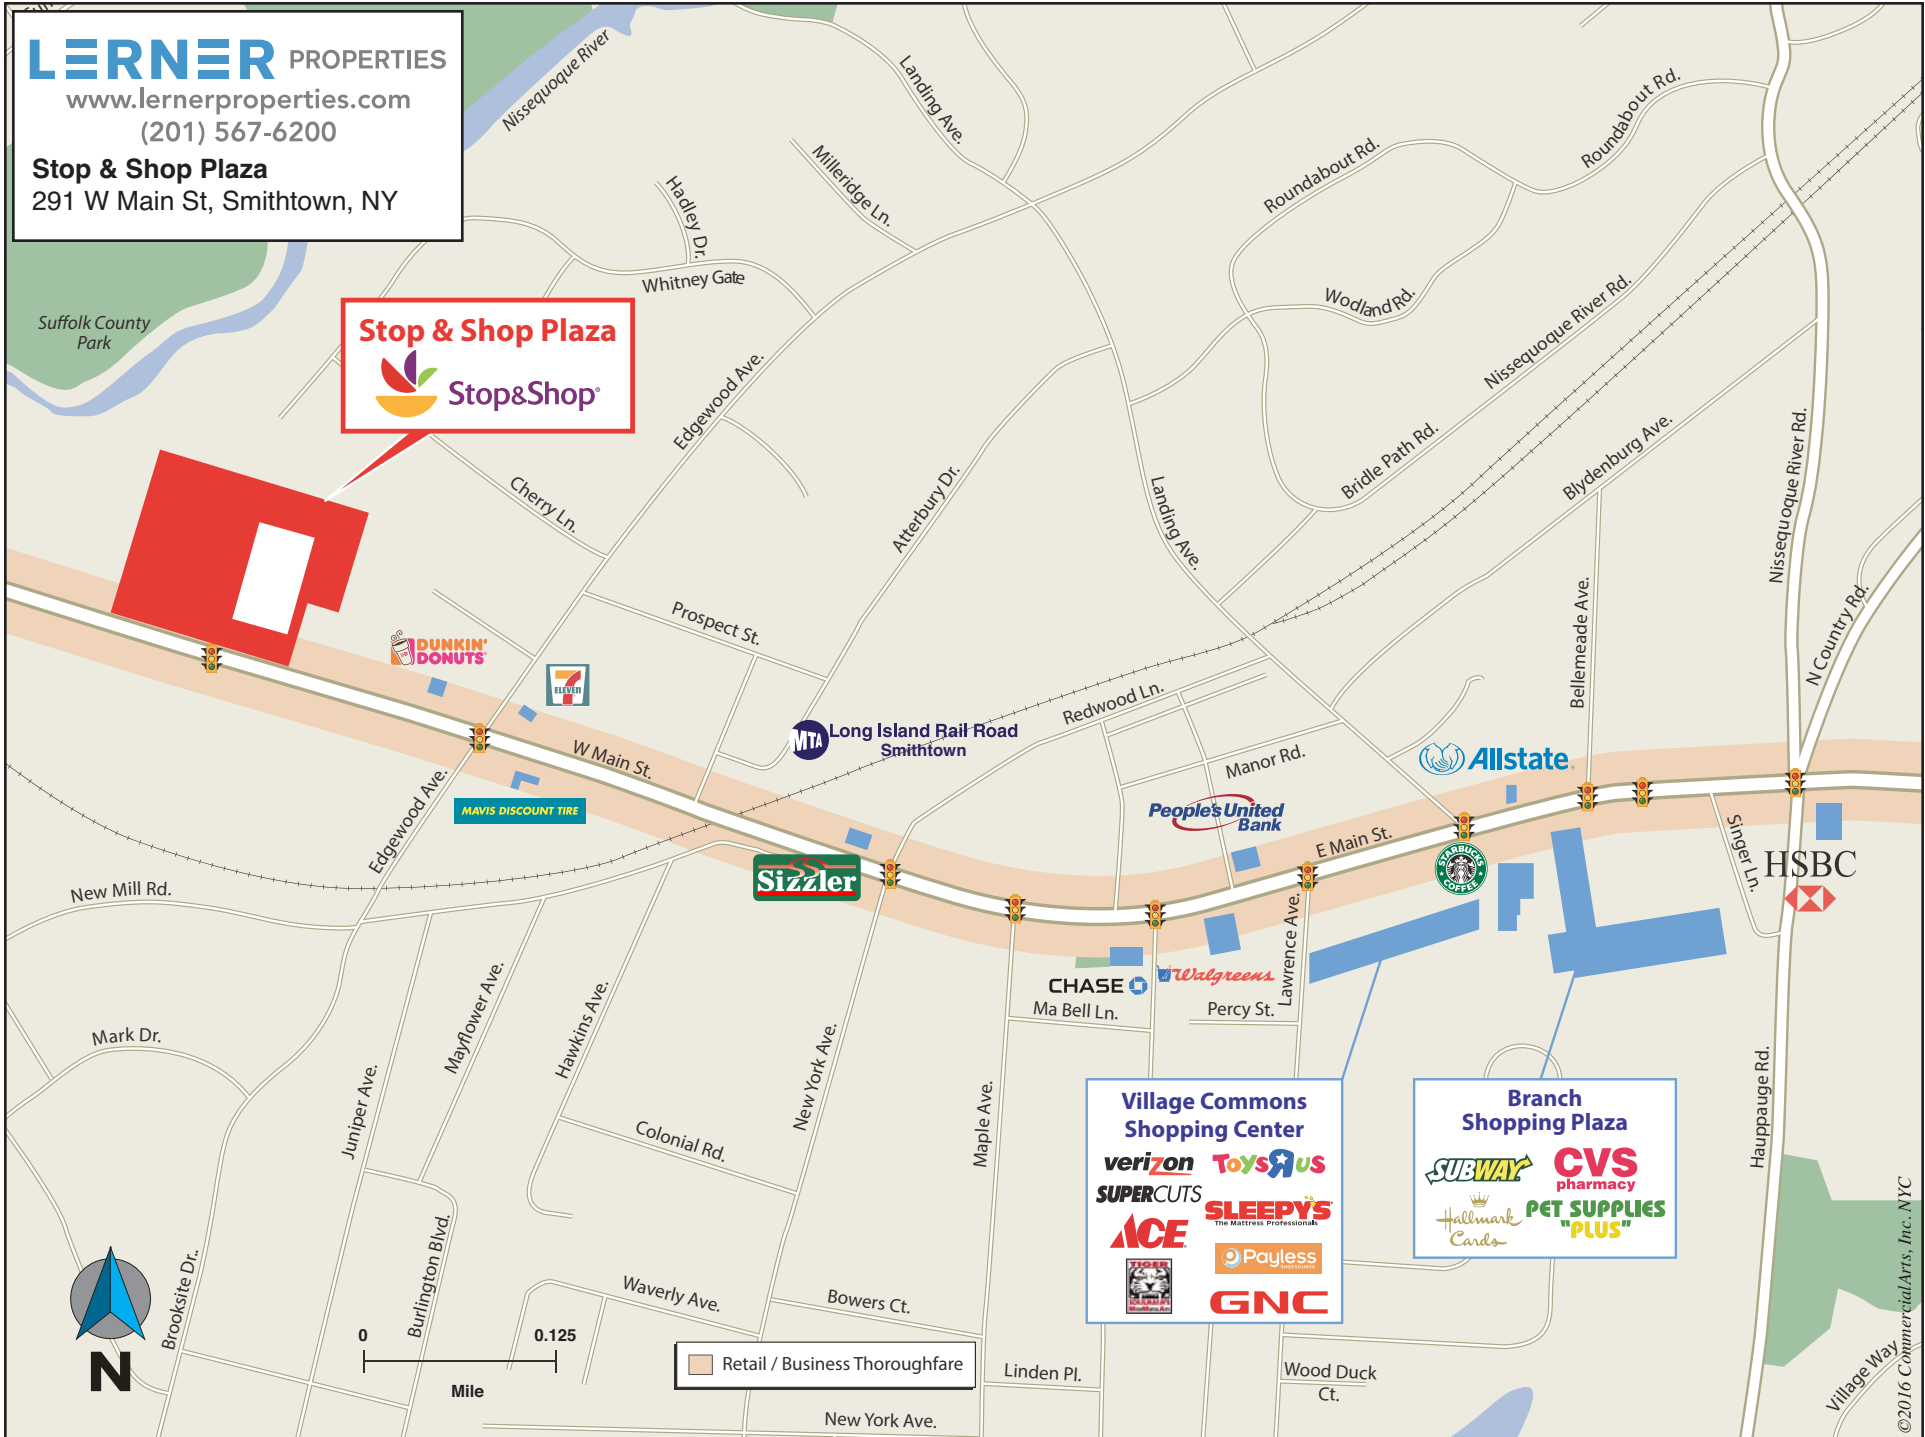 LERNER PROPERTIES
www.lernerproperties.com
(201) 567-6200
Stop & Shop Plaza
291 W Main St, Smithtown, NY
Nissequoque River
Landing Ave.
Milleridge Ln.
Hadley Dr.
Whitney Gate
Roundabout Rd.
Roundabout Rd.
Wodland Rd.
Nissequoque River Rd.
Suffolk County
Park
Stop & Shop Plaza
Stop&Shop®
Edgewood Ave.
Cherry Ln.
Atterbury Dr.
Landing Ave.
Bridle Path Rd.
Blydenburg Ave.
Nissequoque River Rd.
N Country Rd.
Bellemeade Ave.
Prospect St.
DUNKIN'
DONUTS
7
ELEVEN
W Main St.
MTA
Long Island Rail Road
Smithtown
Redwood Ln.
Manor Rd.
Allstate
People's United
Bank
E Main St.
MAVIS DISCOUNT TIRE
Edgewood Ave.
Sizzler
STARBUCKS
COFFEE
Singer Ln.
HSBC
New Mill Rd.
Lawrence Ave.
CHASE
Walgreens
Ma Bell Ln.
Percy St.
Mark Dr.
Juniper Ave.
Mayflower Ave.
Hawkins Ave.
New York Ave.
Maple Ave.
Colonial Rd.
Hauppauge Rd.
Village Commons
Shopping Center
verizon
TOYS R US
SUPERCUTS
SLEEPY'S
The Mattress Professionals
ACE
Payless
SHOESOURCE
TIGER
SCHULMANN'S
GNC
Branch
Shopping Plaza
SUBWAY
CVS
pharmacy
Hallmark
Cards
PET SUPPLIES
"PLUS"
Brooksite Dr..
Burlington Blvd.
Waverly Ave.
Bowers Ct.
N
0
0.125
Mile
Retail / Business Thoroughfare
Linden Pl.
Wood Duck
Ct.
New York Ave.
Village Way
©2016 CommercialArts, Inc. NYC